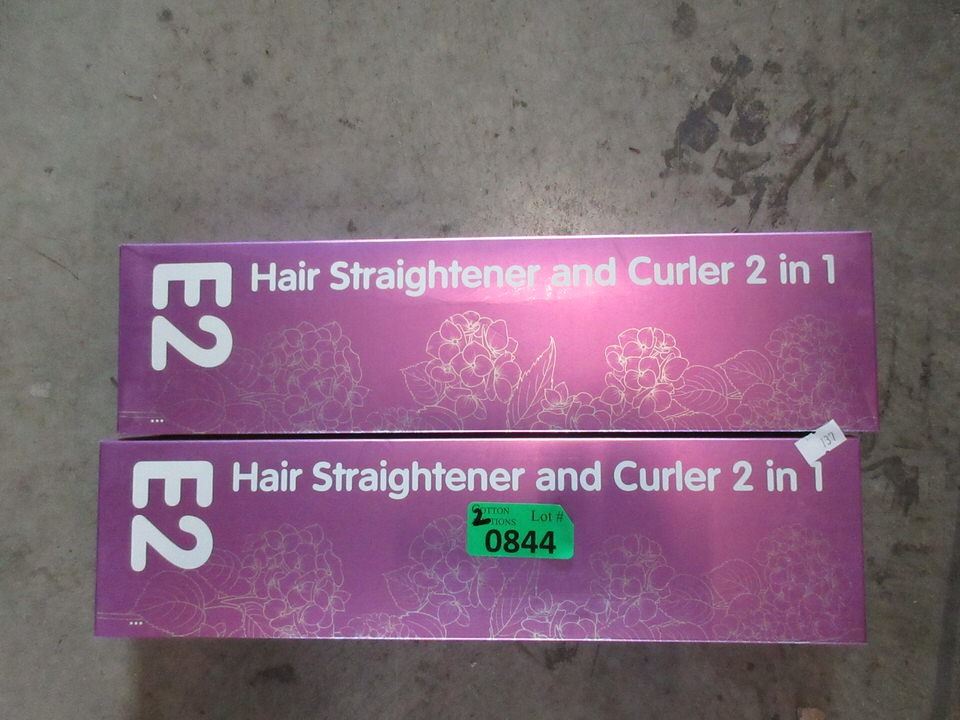 E2
Hair Straightener and Curler 2 in 1
137
E2
Hair Straightener and Curler 2 in 1
2
Lot #
0844